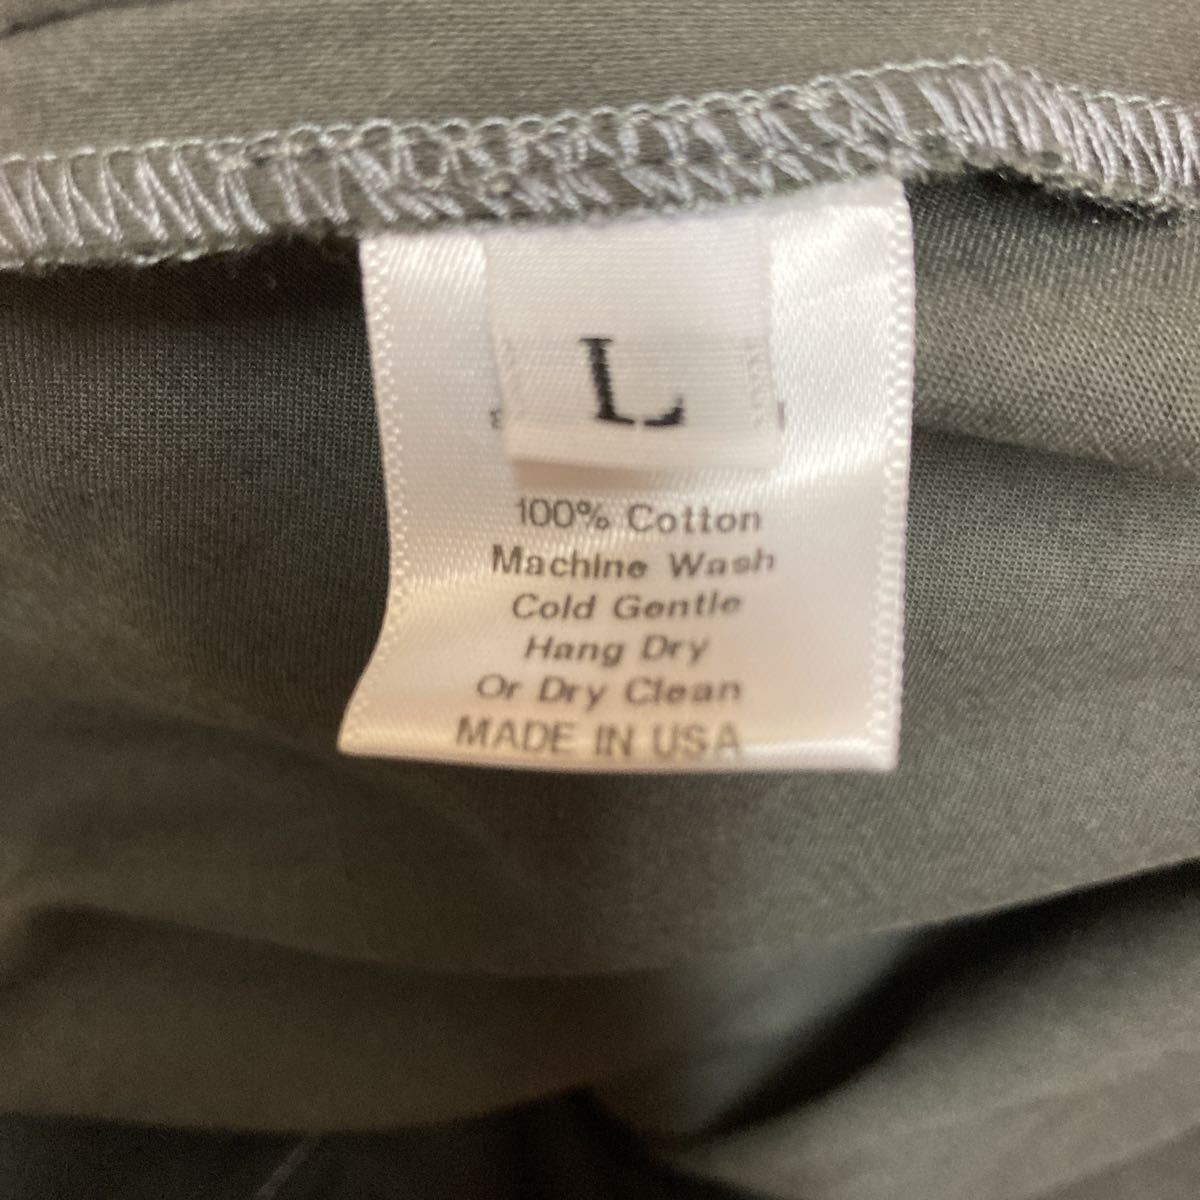 L
100% Cotton
Machine Wash
Cold Gentle
Hang Dry
Or Dry Clean
MADE IN USA